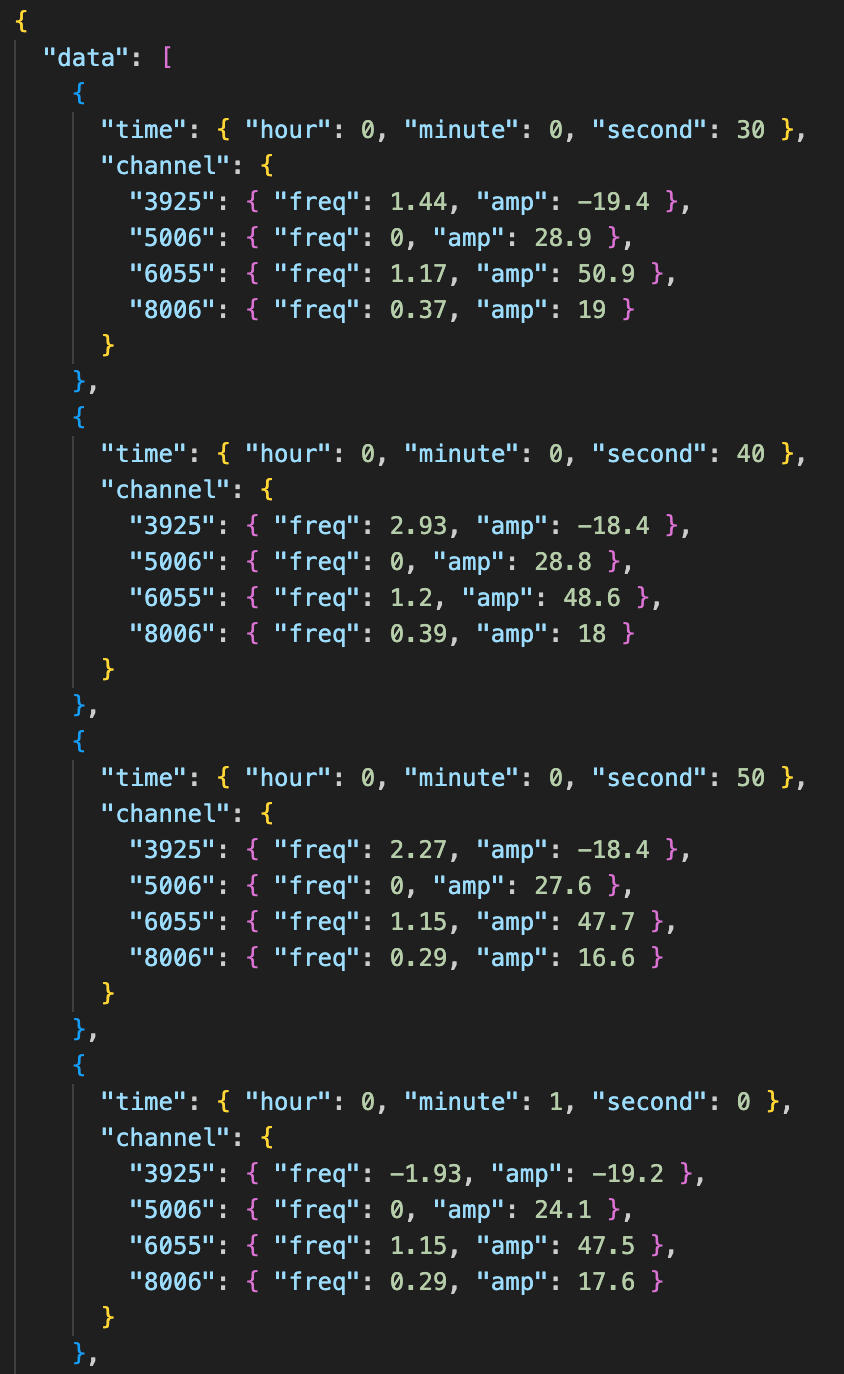 {
"data": [
{
"time": { "hour": 0, "minute": 0, "second": 30 },
"channel": {
"3925": { "freq": 1.44, "amp": -19.4 },
"5006": { "freq": 0, "amp": 28.9 },
"6055": { "freq": 1.17, "amp": 50.9 },
"8006": { "freq": 0.37, "amp": 19 }
}
},
{
"time": { "hour": 0, "minute": 0, "second": 40 },
"channel": {
"3925": { "freq": 2.93, "amp": -18.4 },
"5006": { "freq": 0, "amp": 28.8 },
"6055": { "freq": 1.2, "amp": 48.6 },
"8006": { "freq": 0.39, "amp": 18 }
}
},
{
"time": { "hour": 0, "minute": 0, "second": 50 },
"channel": {
"3925": { "freq": 2.27, "amp": -18.4 },
"5006": { "freq": 0, "amp": 27.6 },
"6055": { "freq": 1.15, "amp": 47.7 },
"8006": { "freq": 0.29, "amp": 16.6 }
}
},
{
"time": { "hour": 0, "minute": 1, "second": 0 },
"channel": {
"3925": { "freq": -1.93, "amp": -19.2 },
"5006": { "freq": 0, "amp": 24.1 },
"6055": { "freq": 1.15, "amp": 47.5 },
"8006": { "freq": 0.29, "amp": 17.6 }
}
},